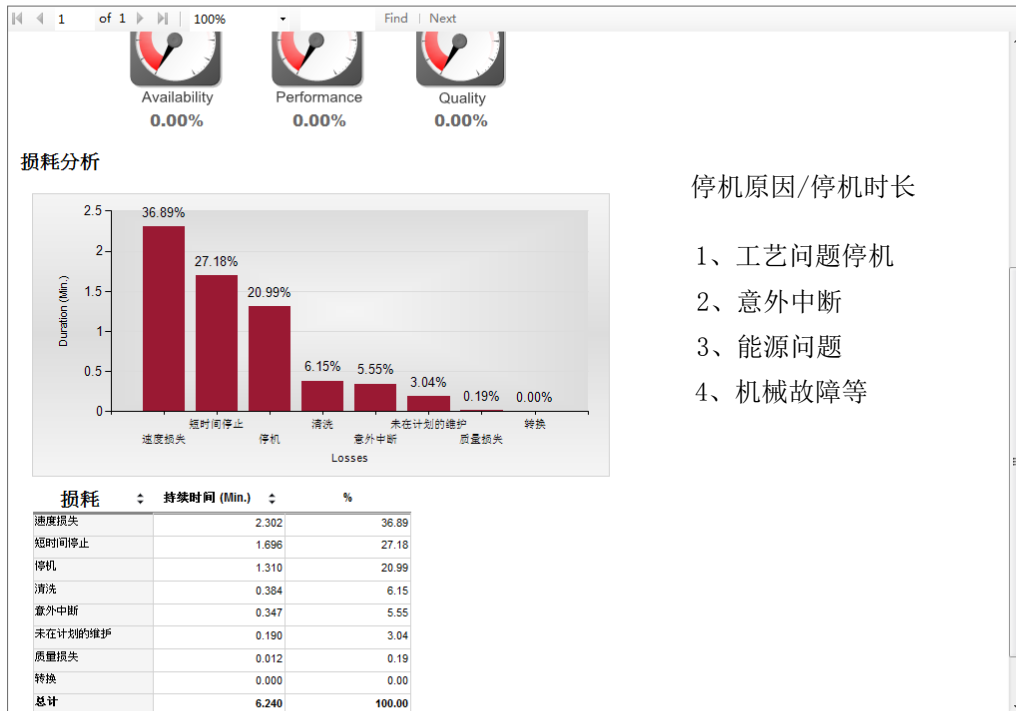 1 of 1 100% Find | Next
Availability Performance Quality
0.00% 0.00% 0.00%
损耗分析
停机原因/停机时长
1、工艺问题停机
2、意外中断
3、能源问题
4、机械故障等
Duration (Min.)
2.5
2
1.5
1
0.5
0
36.89%
27.18%
20.99%
6.15%
5.55%
3.04%
0.19%
0.00%
速度损失
短时间停止
停机
清洗
意外中断
未在计划的维护
质量损失
转换
Losses
损耗 持续时间 (Min.) %
速度损失 2.302 36.89
短时间停止 1.696 27.18
停机 1.310 20.99
清洗 0.384 6.15
意外中断 0.347 5.55
未在计划的维护 0.190 3.04
质量损失 0.012 0.19
转换 0.000 0.00
总计 6.240 100.00